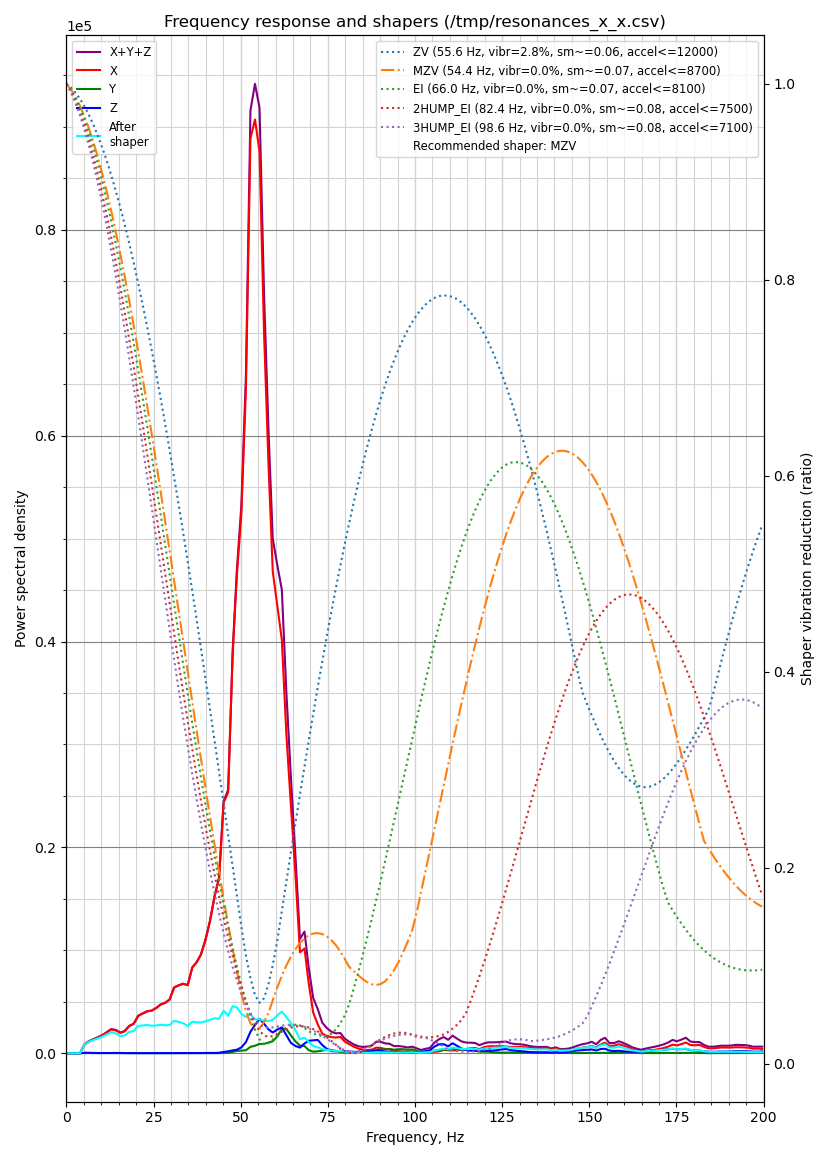 Frequency response and shapers (/tmp/resonances_x_x.csv)
1e5
X+Y+Z
X
Y
Z
After
shaper
ZV (55.6 Hz, vibr=2.8%, sm~=0.06, accel<=12000)
MZV (54.4 Hz, vibr=0.0%, sm~=0.07, accel<=8700)
EI (66.0 Hz, vibr=0.0%, sm~=0.07, accel<=8100)
2HUMP_EI (82.4 Hz, vibr=0.0%, sm~=0.08, accel<=7500)
3HUMP_EI (98.6 Hz, vibr=0.0%, sm~=0.08, accel<=7100)
Recommended shaper: MZV
Power spectral density
0.8
0.6
0.4
0.2
0.0
1.0
0.8
0.6
0.4
0.2
0.0
Shaper vibration reduction (ratio)
0 25 50 75 100 125 150 175 200
Frequency, Hz